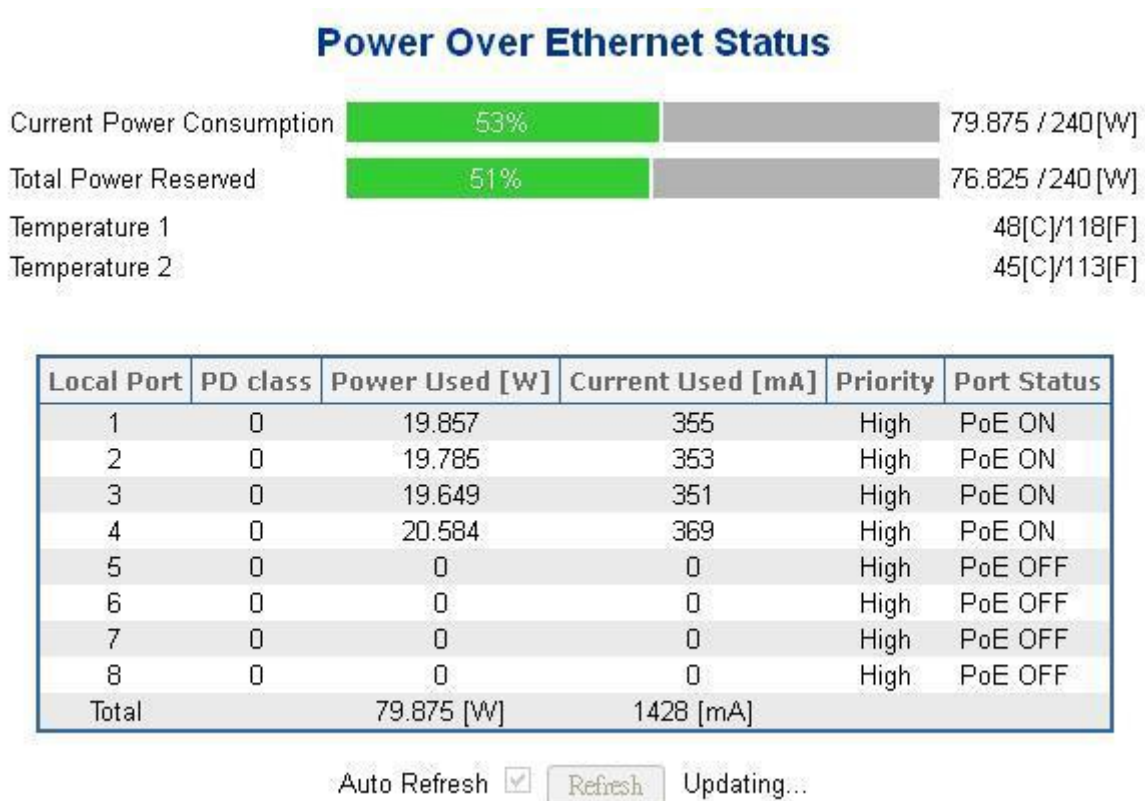 Power Over Ethernet Status
Current Power Consumption 53% 79.875 / 240[W]
Total Power Reserved 51% 76.825 / 240 [W]
Temperature 1 48[C]/118[F]
Temperature 2 45[C]/113[F]
Local Port PD class Power Used [W] Current Used [mA] Priority Port Status
1 0 19.857 355 High PoE ON
2 0 19.785 353 High PoE ON
3 0 19.649 351 High PoE ON
4 0 20.584 369 High PoE ON
5 0 0 0 High PoE OFF
6 0 0 0 High PoE OFF
7 0 0 0 High PoE OFF
8 0 0 0 High PoE OFF
Total 79.875 [W] 1428 [mA]
Auto Refresh Refresh Updating...